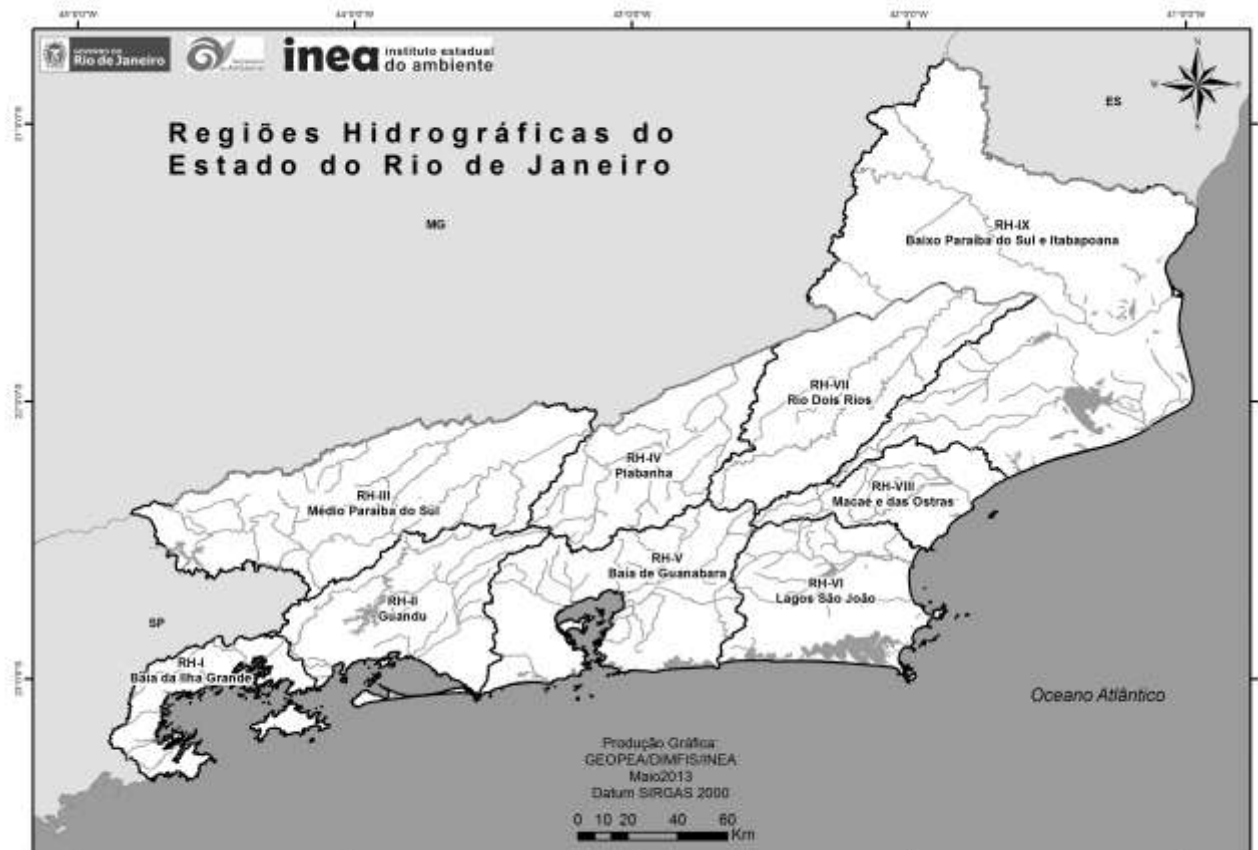 GOVERNO DO
Rio de Janeiro
inea instituto estadual
do ambiente
Regiões Hidrográficas do
Estado do Rio de Janeiro
ES
MG
RH-IX
Baixo Paraíba do Sul e Itabapoana
RH-VII
Rio Dois Rios
RH-IV
Piabanha
RH-III
Médio Paraíba do Sul
RH-VIII
Macaé e das Ostras
RH-V
Baía de Guanabara
RH-VI
Lagos São João
RH-II
Guandu
SP
RH-I
Baía da Ilha Grande
Oceano Atlântico
Produção Gráfica:
GEOPEA/DIMFIS/INEA
Maio2013
Datum SIRGAS 2000
0 10 20 40 60
Km